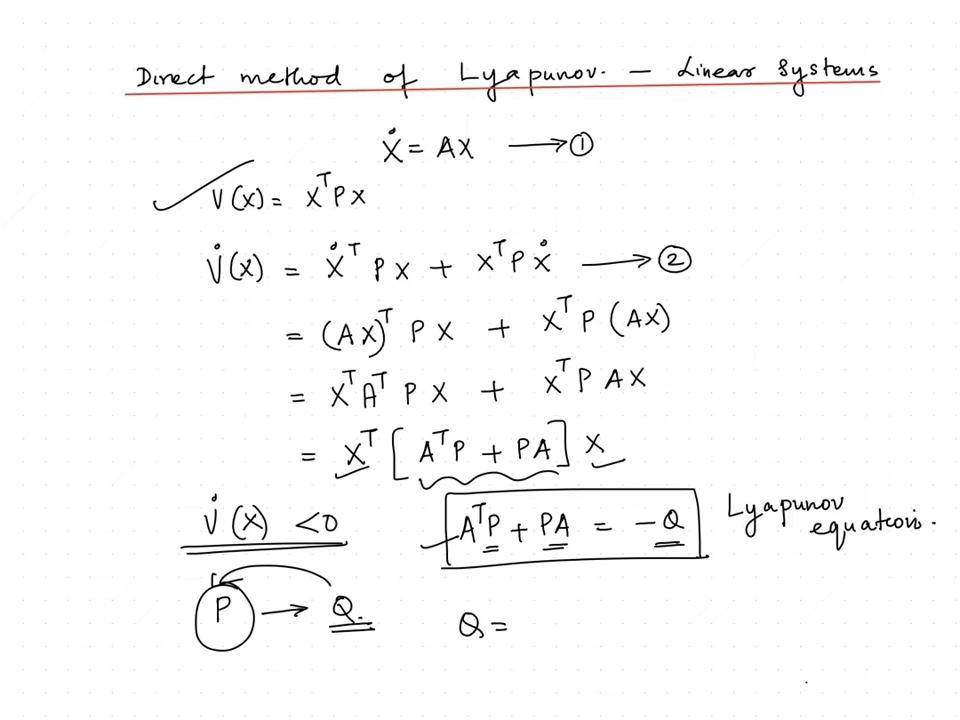 Direct method of Lyapunov. — Linear Systems
Ẋ = AX ⟶ ①
V(X) = XᵀPX
V̇(X) = ẊᵀPX + XᵀPẊ ⟶ ②
= (AX)ᵀ PX + XᵀP(AX)
= XᵀAᵀPX + XᵀPAX
= Xᵀ[AᵀP + PA]X
V̇(X) <0 AᵀP + PA = -Q Lyapunov equation.
P → Q. Q =